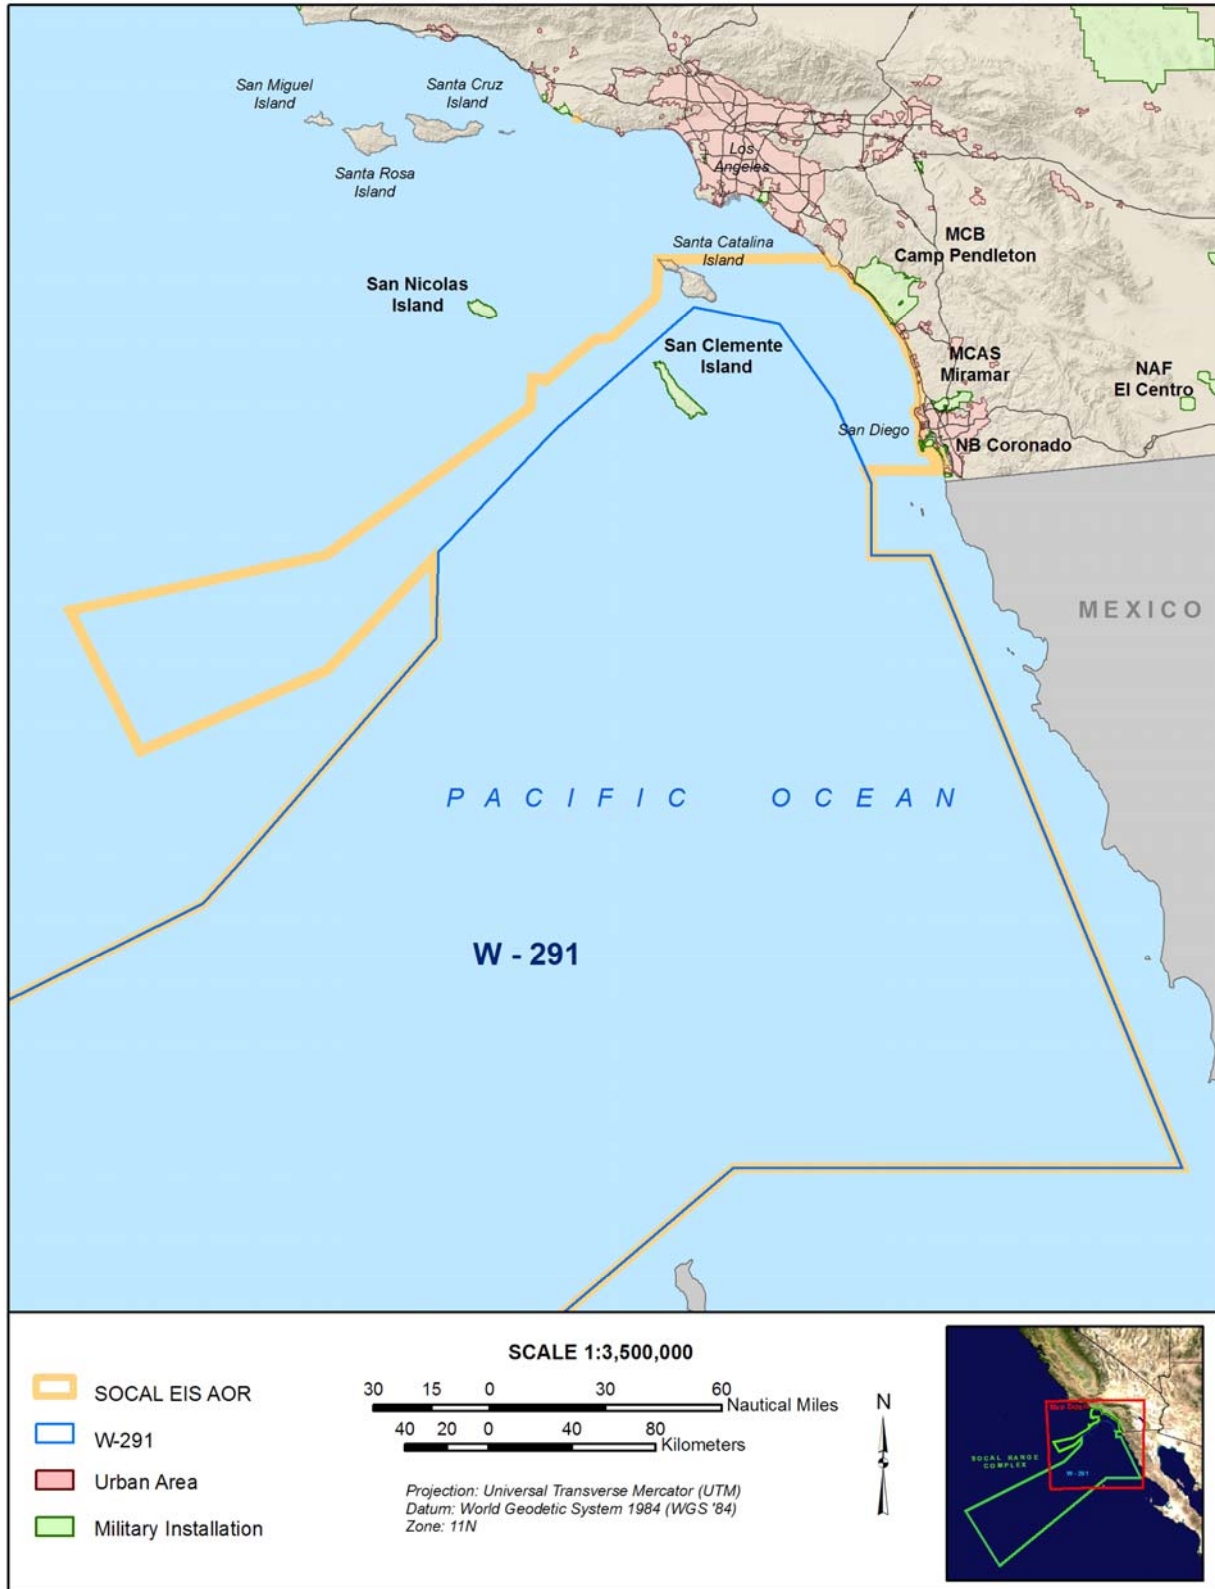 San Miguel
Island
Santa Cruz
Island
Santa Rosa
Island
Los
Angeles
MCB
Camp Pendleton
Santa Catalina
Island
San Nicolas
Island
San Clemente
Island
MCAS
Miramar
NAF
El Centro
San Diego
NB Coronado
MEXICO
PACIFIC OCEAN
W - 291
SOCAL EIS AOR
W-291
Urban Area
Military Installation
SCALE 1:3,500,000
30 15 0 30 60
Nautical Miles
40 20 0 40 80
Kilometers
Projection: Universal Transverse Mercator (UTM)
Datum: World Geodetic System 1984 (WGS '84)
Zone: 11N
N
SOCAL RANGE
COMPLEX
W - 291